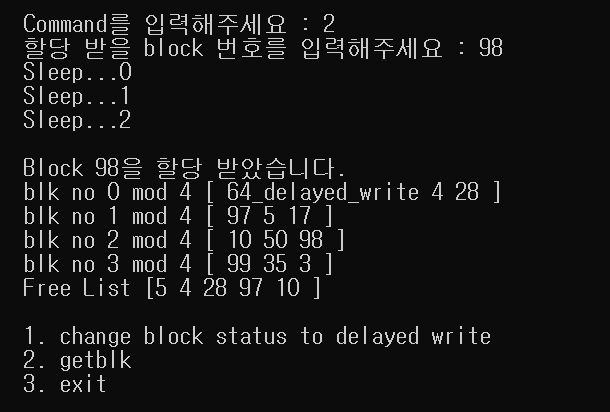 Command를 입력해주세요 : 2
할당 받을 block 번호를 입력해주세요 : 98
Sleep...0
Sleep...1
Sleep...2
Block 98을 할당 받았습니다.
blk no 0 mod 4 [ 64_delayed_write 4 28 ]
blk no 1 mod 4 [ 97 5 17 ]
blk no 2 mod 4 [ 10 50 98 ]
blk no 3 mod 4 [ 99 35 3 ]
Free List [5 4 28 97 10 ]
1. change block status to delayed write
2. getblk
3. exit